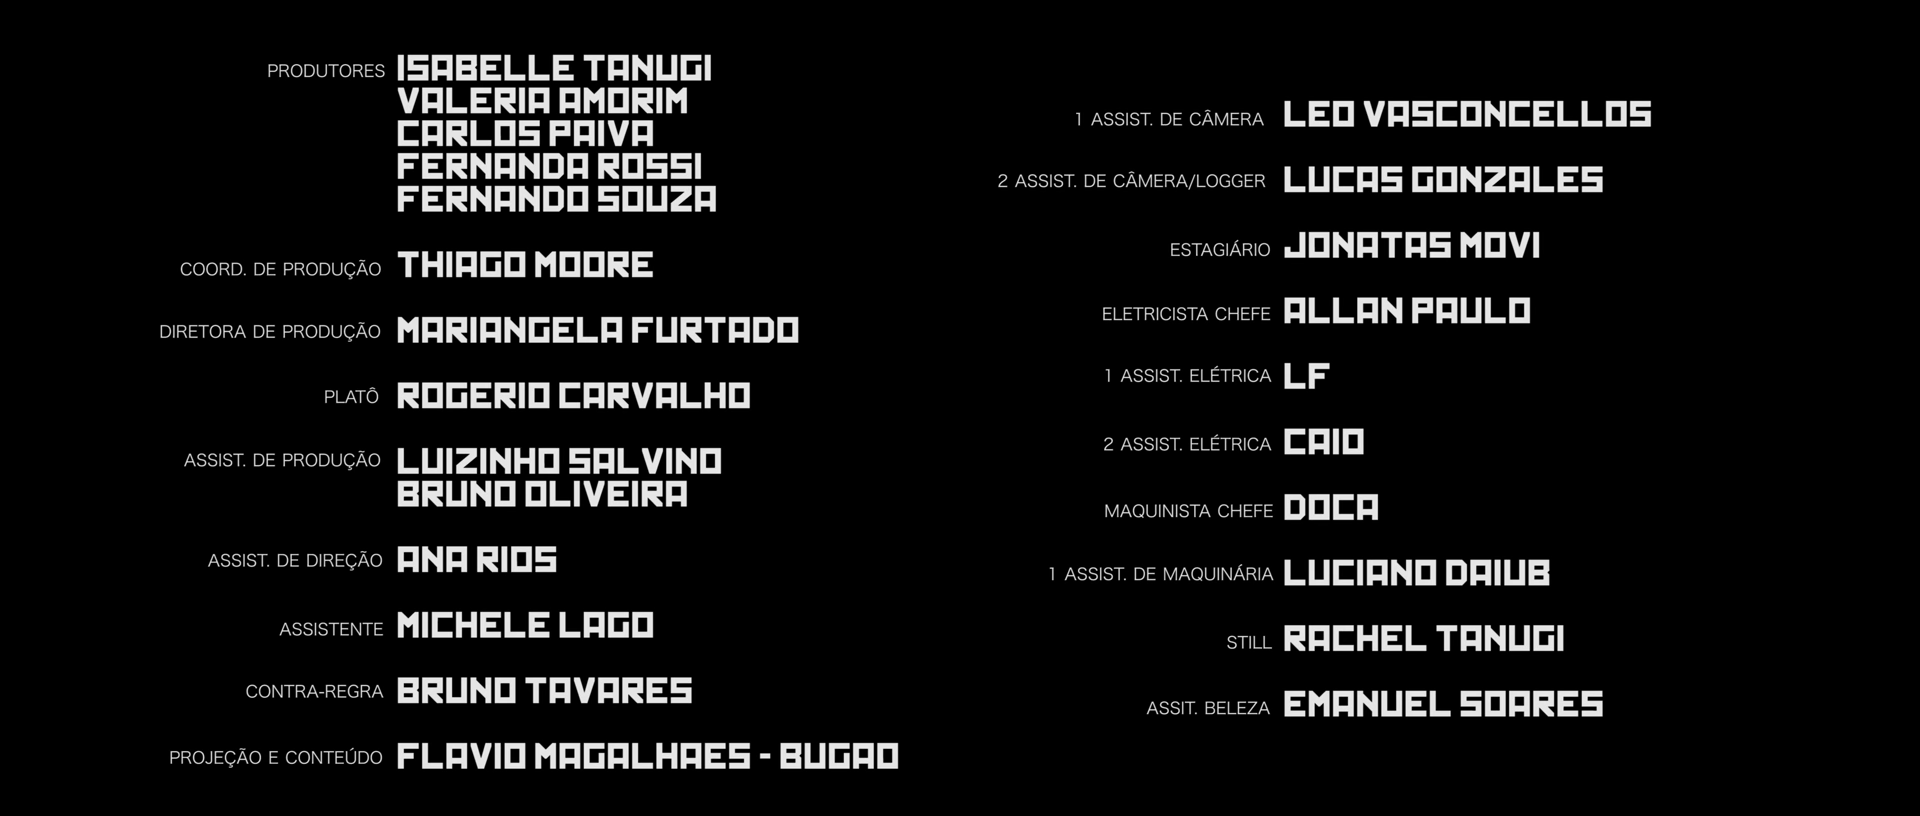 PRODUTORES ISABELLE TANUGI
VALERIA AMORIM
CARLOS PAIVA
FERNANDA ROSSI
FERNANDO SOUZA
COORD. DE PRODUÇÃO THIAGO MOORE
DIRETORA DE PRODUÇÃO MARIANGELA FURTADO
PLATÔ ROGERIO CARVALHO
ASSIST. DE PRODUÇÃO LUIZINHO SALVINO
BRUNO OLIVEIRA
ASSIST. DE DIREÇÃO ANA RIOS
ASSISTENTE MICHELE LAGO
CONTRA-REGRA BRUNO TAVARES
PROJEÇÃO E CONTEÚDO FLAVIO MAGALHAES - BUGAO
1 ASSIST. DE CÂMERA LEO VASCONCELLOS
2 ASSIST. DE CÂMERA/LOGGER LUCAS GONZALES
ESTAGIÁRIO JONATAS MOVI
ELETRICISTA CHEFE ALLAN PAULO
1 ASSIST. ELÉTRICA LF
2 ASSIST. ELÉTRICA CAIO
MAQUINISTA CHEFE DOCA
1 ASSIST. DE MAQUINÁRIA LUCIANO DAIUB
STILL RACHEL TANUGI
ASSIT. BELEZA EMANUEL SOARES